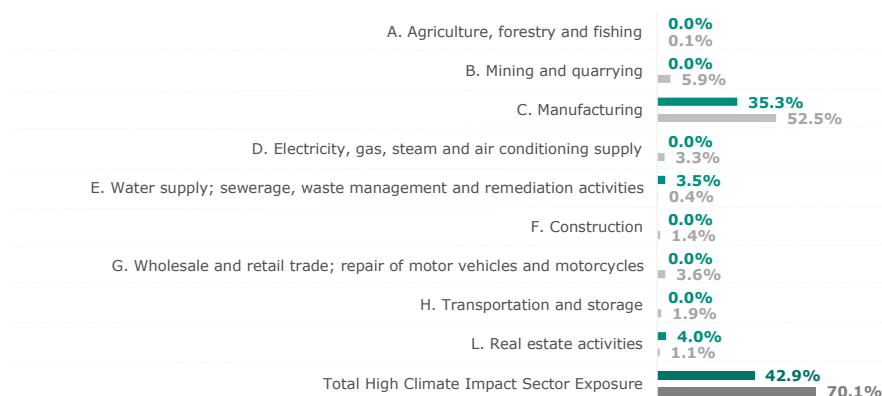 A. Agriculture, forestry and fishing
0.0%
0.1%
B. Mining and quarrying
0.0%
5.9%
C. Manufacturing
35.3%
52.5%
D. Electricity, gas, steam and air conditioning supply
0.0%
3.3%
E. Water supply; sewerage, waste management and remediation activities
3.5%
0.4%
F. Construction
0.0%
1.4%
G. Wholesale and retail trade; repair of motor vehicles and motorcycles
0.0%
3.6%
H. Transportation and storage
0.0%
1.9%
L. Real estate activities
4.0%
1.1%
Total High Climate Impact Sector Exposure
42.9%
70.1%